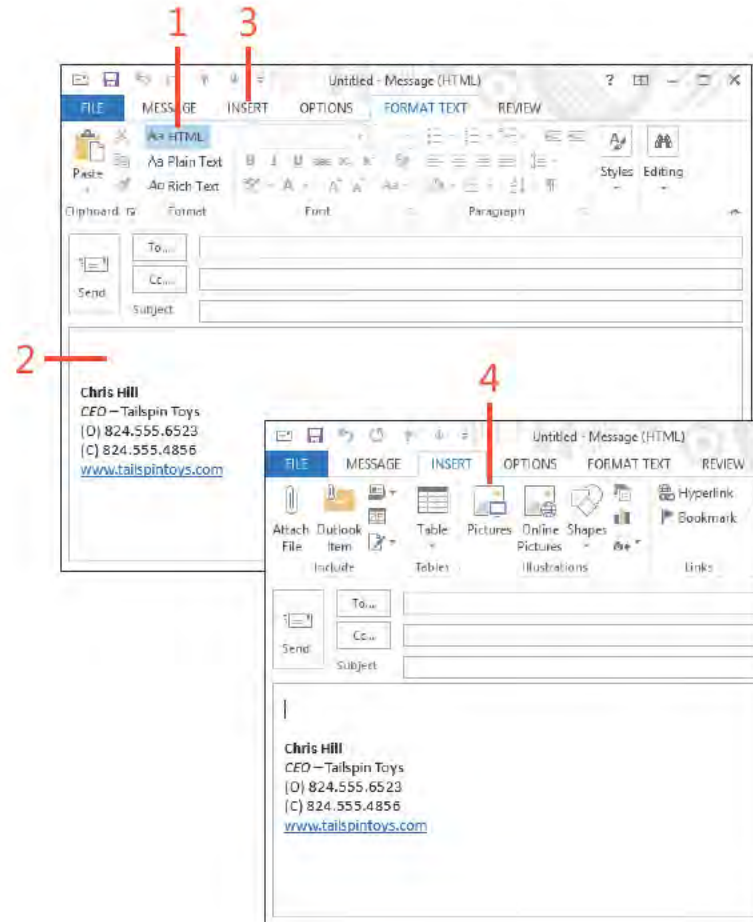 1 3
Untitled - Message (HTML) ?
FILE MESSAGE INSERT OPTIONS FORMAT TEXT REVIEW
Aa HTML
Aa Plain Text
Aa Rich Text
Paste
B I U abc
Styles Editing
Clipboard Format Font Paragraph
To...
Cc...
Send
Subject
2
Chris Hill
CEO – Tailspin Toys
(O) 824.555.6523
(C) 824.555.4856
www.tailspintoys.com
4
Untitled - Message (HTML)
FILE MESSAGE INSERT OPTIONS FORMAT TEXT REVIEW
Hyperlink
Bookmark
Attach Outlook Table Pictures Online Shapes
File Item Pictures
Include Tables Illustrations Links
To...
Cc...
Send
Subject
Chris Hill
CEO – Tailspin Toys
(O) 824.555.6523
(C) 824.555.4856
www.tailspintoys.com